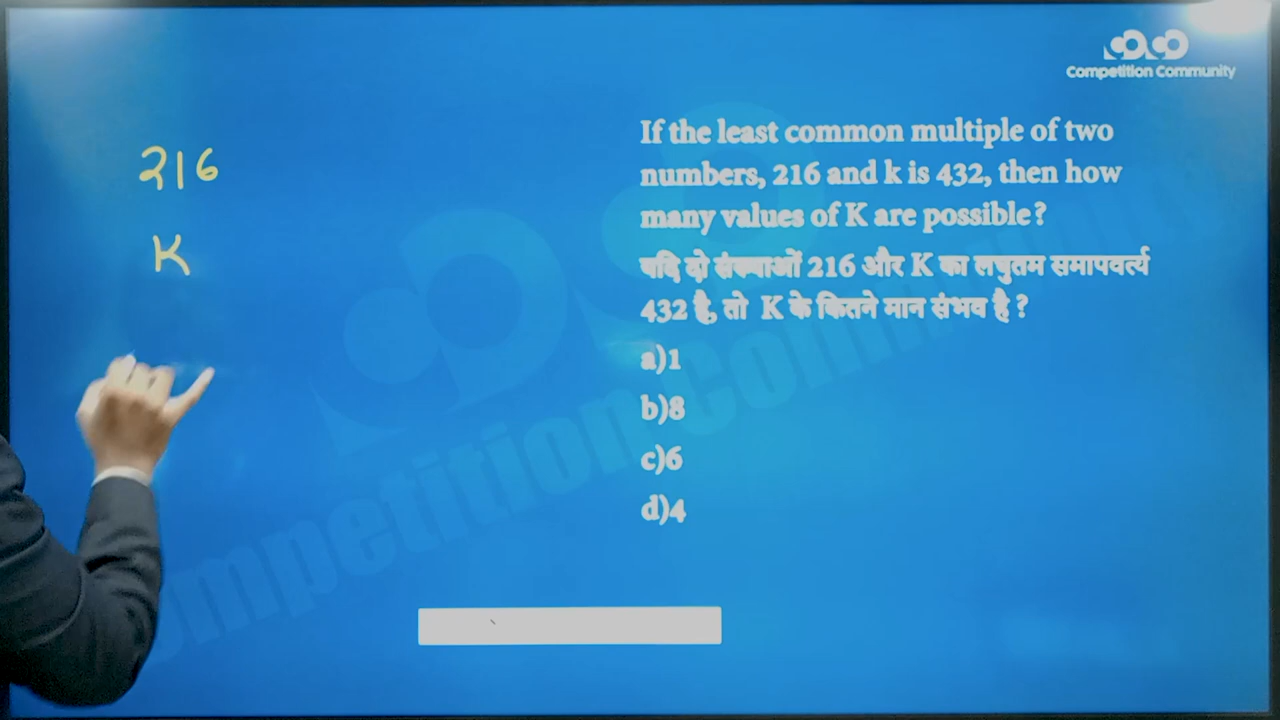 Competition Community
216
K
If the least common multiple of two
numbers, 216 and k is 432, then how
many values of K are possible?
यदि दो संख्याओं 216 और K का लघुतम समापवर्त्य
432 है, तो K के कितने मान संभव है ?
a)1
b)8
c)6
d)4